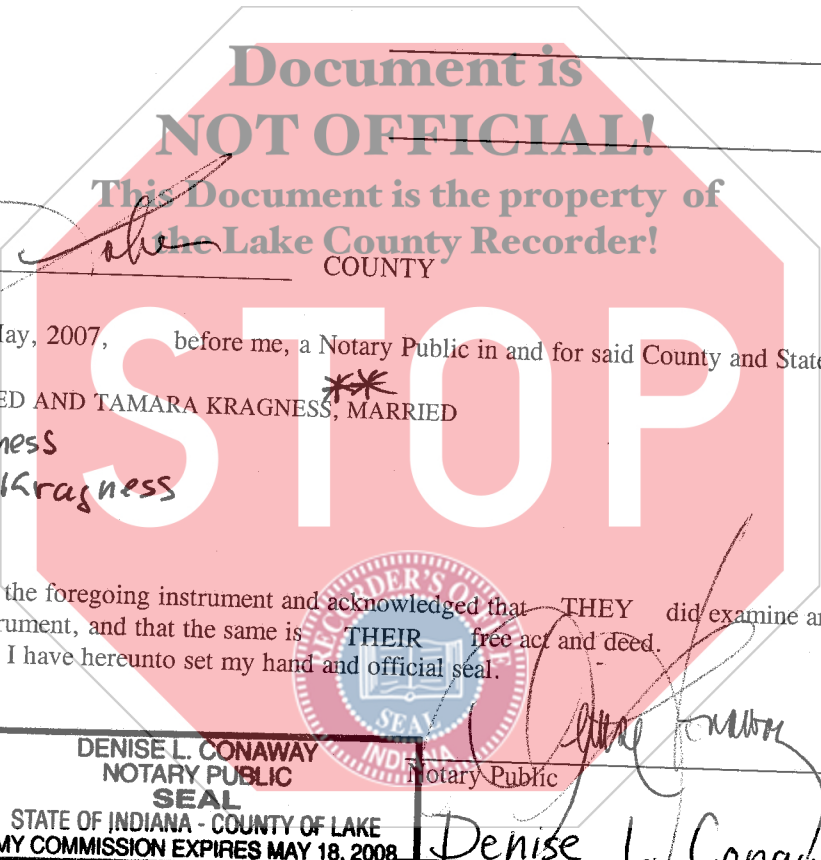 Document is
NOT OFFICIAL!
This Document is the property of
the Lake County Recorder!
Lake COUNTY
May, 2007, before me, a Notary Public in and for said County and State
ED AND TAMARA KRAGNESS, ** MARRIED
ness
Kragness
STOP
the foregoing instrument and acknowledged that THEY did examine an
rument, and that the same is THEIR free act and deed.
I have hereunto set my hand and official seal.
RECORDER'S OFFICE
SEAL
INDIANA
DENISE L. CONAWAY
NOTARY PUBLIC
SEAL
STATE OF INDIANA - COUNTY OF LAKE
MY COMMISSION EXPIRES MAY 18, 2008
Notary Public
Denise L. Conaw